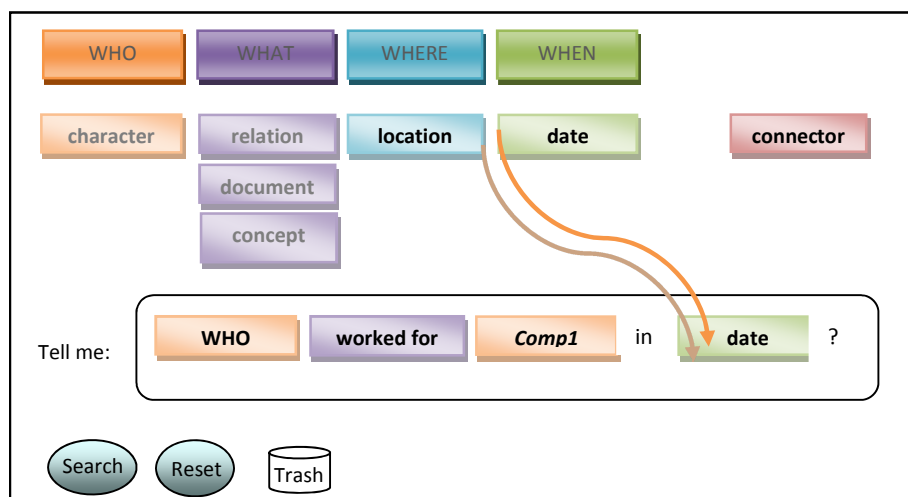 WHO WHAT WHERE WHEN
character relation location date connector
document
concept
Tell me: WHO worked for Comp1 in date ?
Search Reset Trash